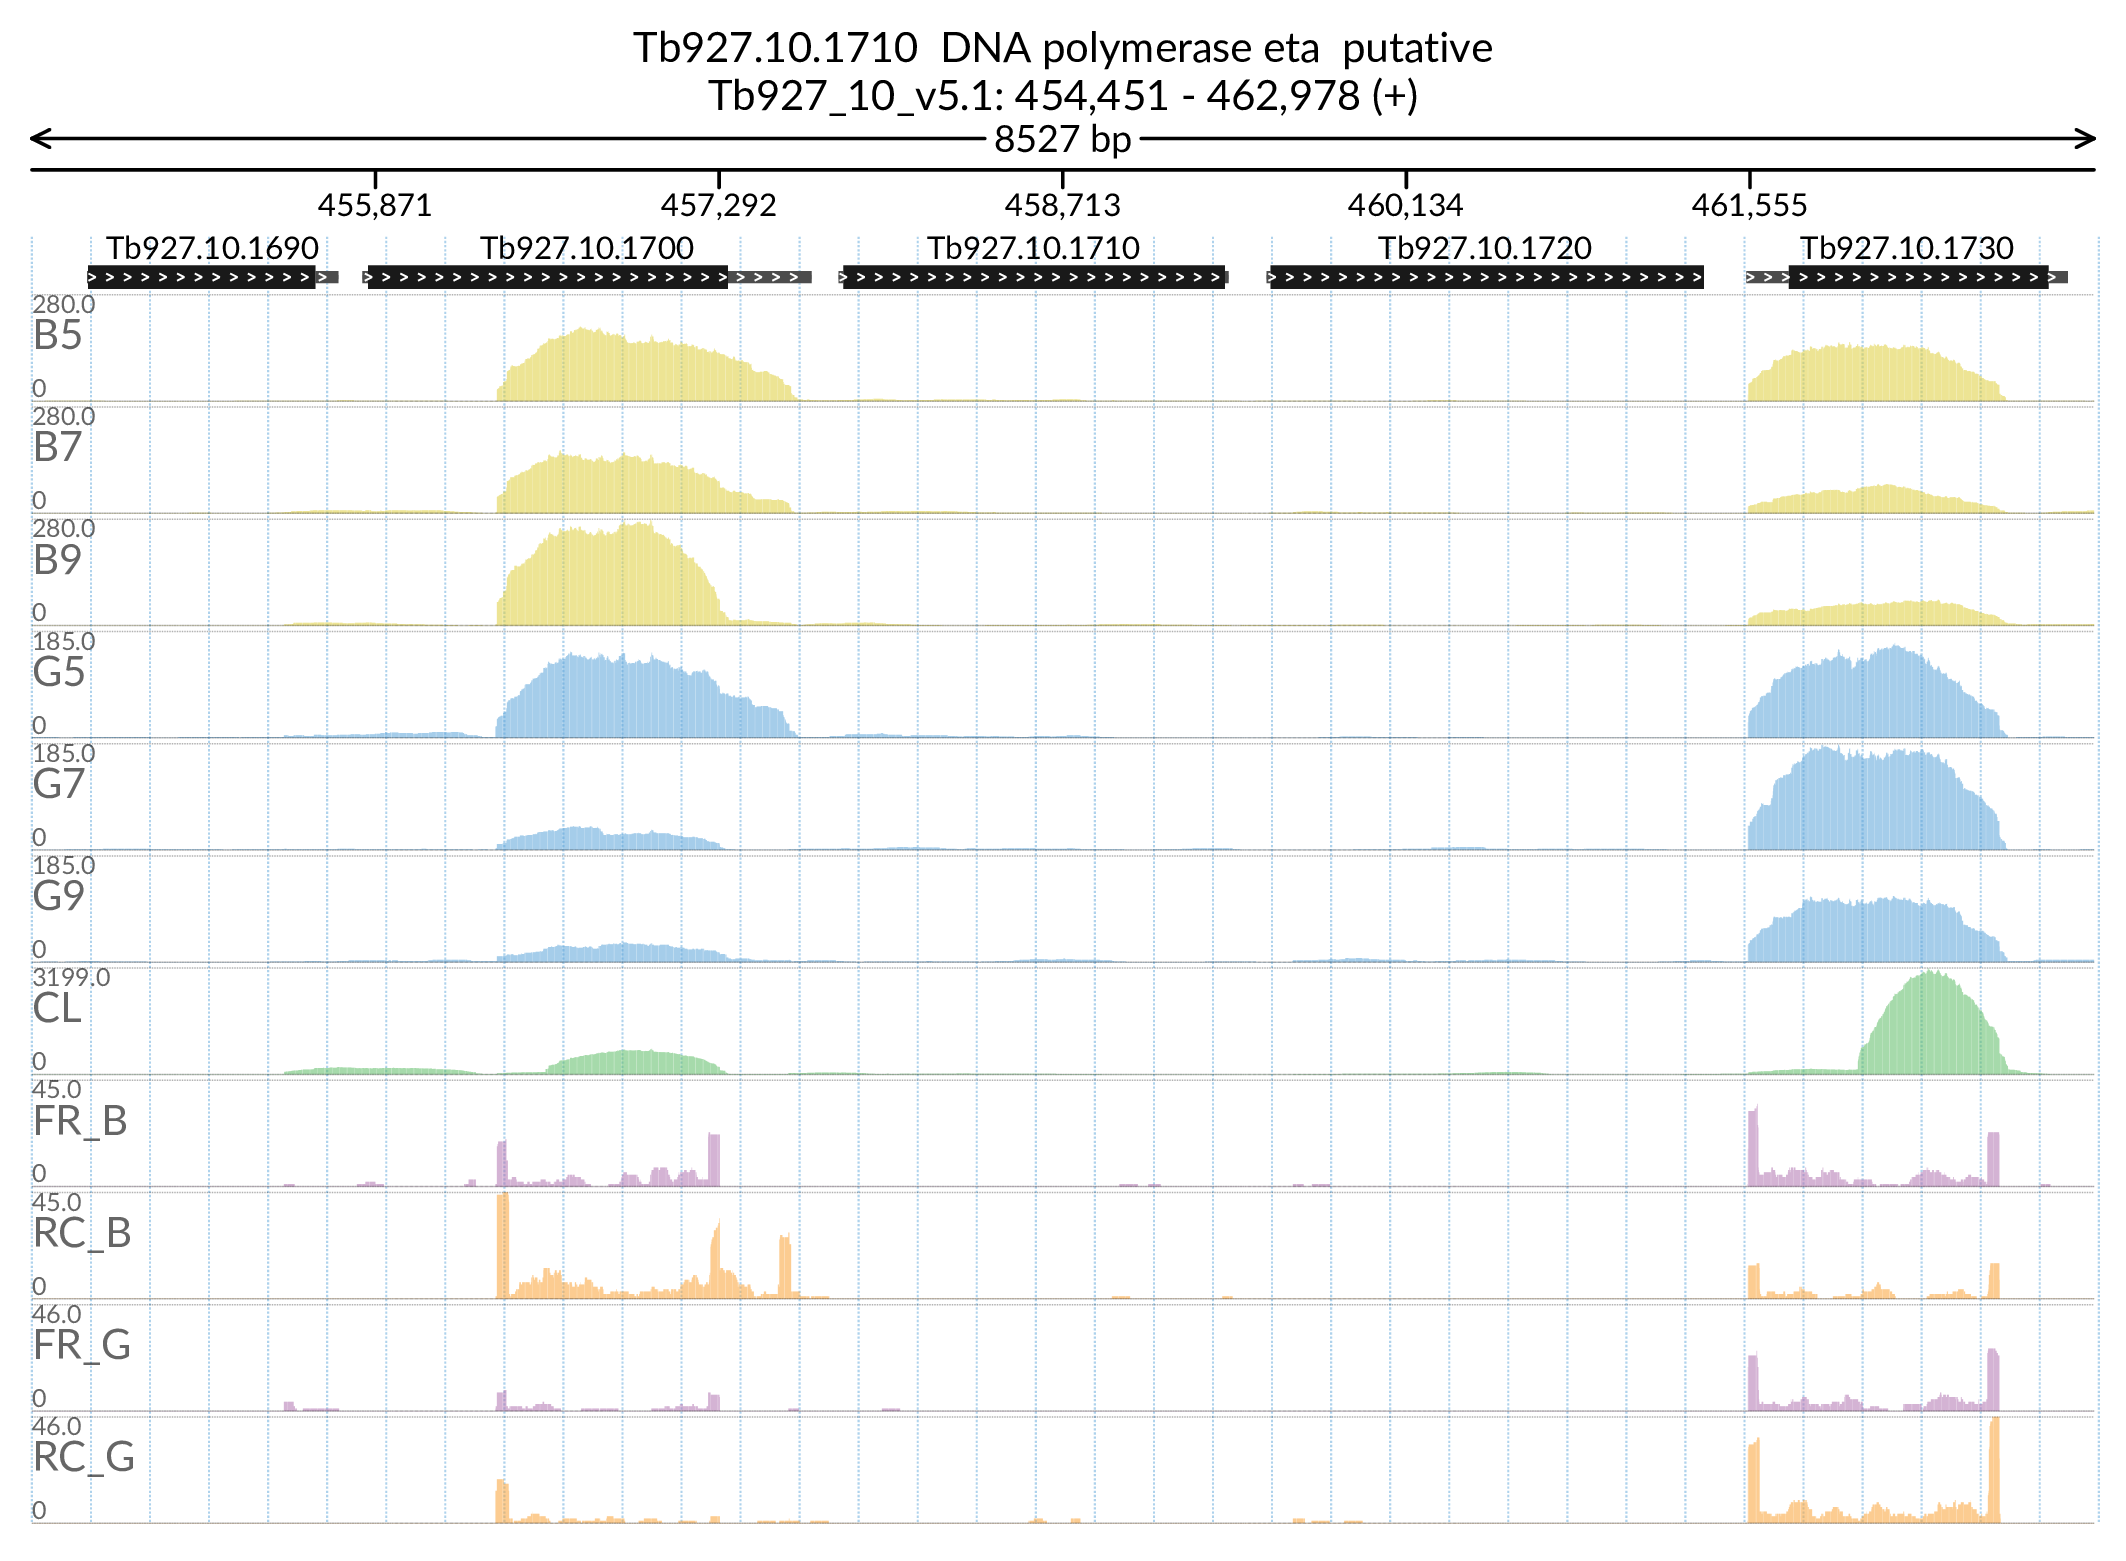 Tb927.10.1710 DNA polymerase eta putative
Tb927_10_v5.1: 454,451 - 462,978 (+)
8527 bp
455,871 457,292 458,713 460,134 461,555
Tb927.10.1690 Tb927.10.1700 Tb927.10.1710 Tb927.10.1720 Tb927.10.1730
280.0
B5
0
280.0
B7
0
280.0
B9
0
185.0
G5
0
185.0
G7
0
185.0
G9
0
3199.0
CL
0
45.0
FR_B
0
45.0
RC_B
0
46.0
FR_G
0
46.0
RC_G
0